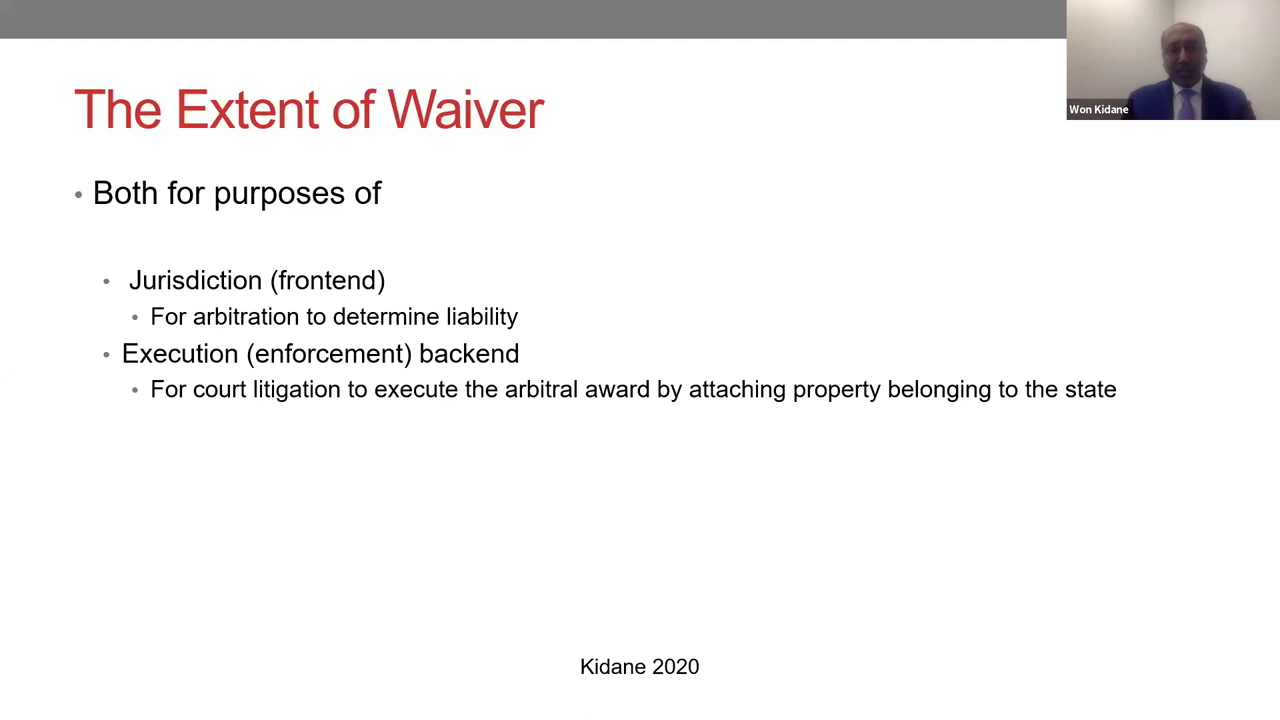 The Extent of Waiver
Won Kidane
• Both for purposes of
• Jurisdiction (frontend)
• For arbitration to determine liability
• Execution (enforcement) backend
• For court litigation to execute the arbitral award by attaching property belonging to the state
Kidane 2020